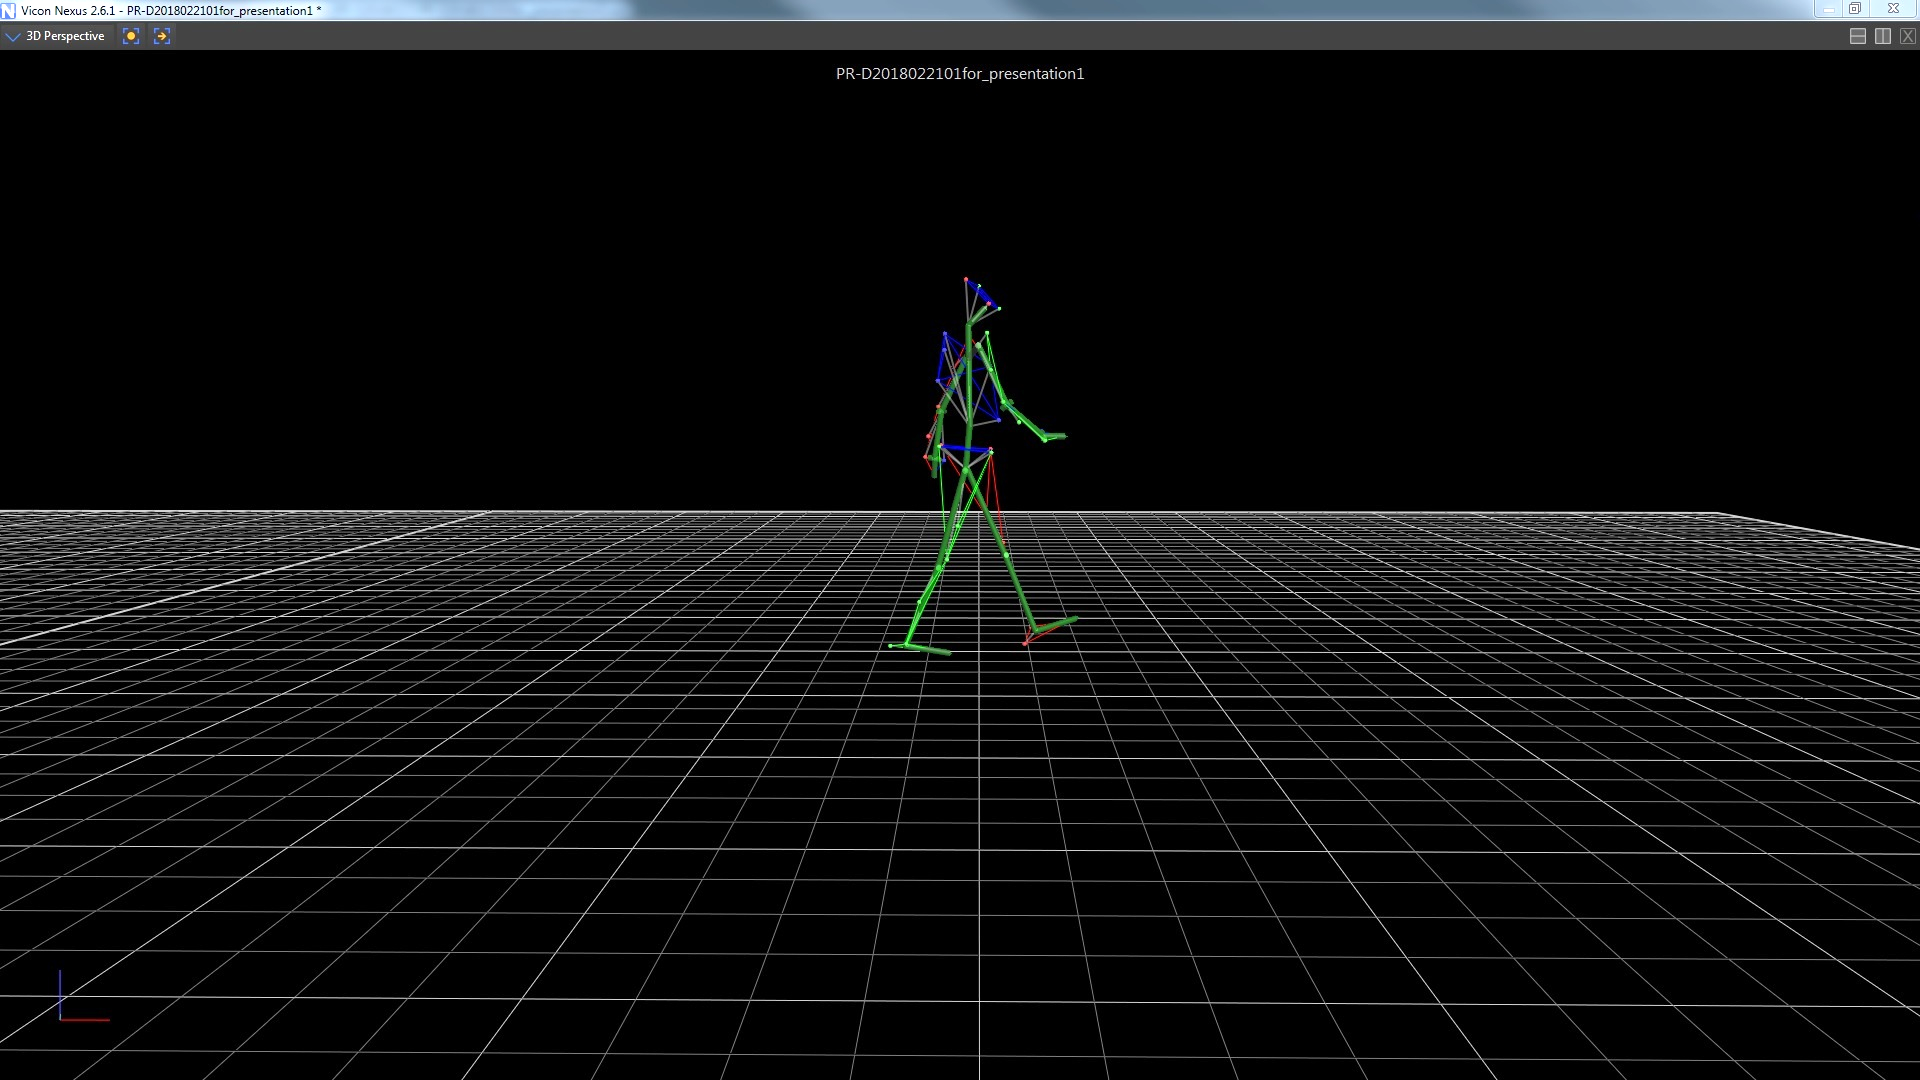 Vicon Nexus 2.6.1 - PR-D2018022101for_presentation1 *
3D Perspective
PR-D2018022101for_presentation1